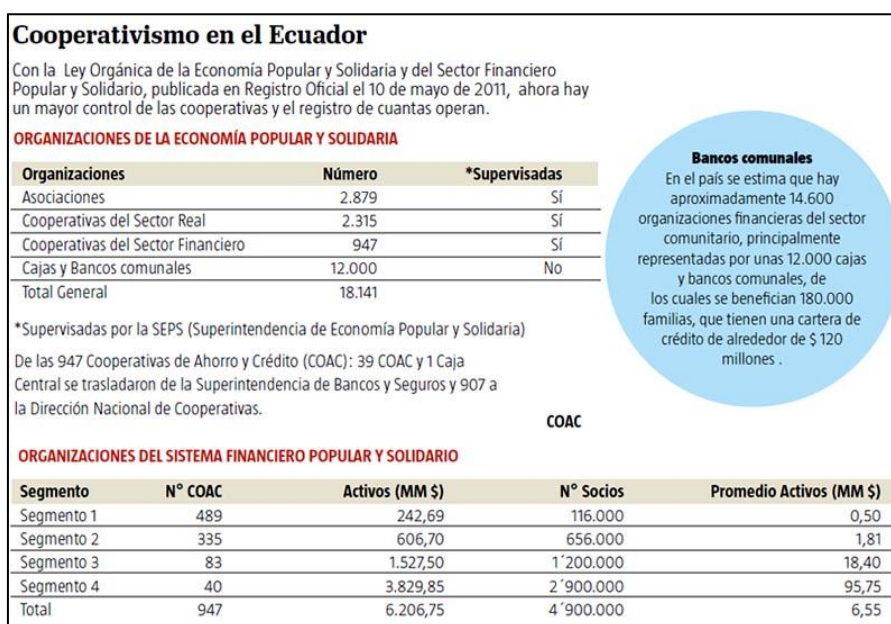 Cooperativismo en el Ecuador
Con la Ley Orgánica de la Economía Popular y Solidaria y del Sector Financiero
Popular y Solidario, publicada en Registro Oficial el 10 de mayo de 2011, ahora hay
un mayor control de las cooperativas y el registro de cuantas operan.
ORGANIZACIONES DE LA ECONOMÍA POPULAR Y SOLIDARIA
Organizaciones Número *Supervisadas
Asociaciones 2.879 Sí
Cooperativas del Sector Real 2.315 Sí
Cooperativas del Sector Financiero 947 Sí
Cajas y Bancos comunales 12.000 No
Total General 18.141
*Supervisadas por la SEPS (Superintendencia de Economía Popular y Solidaria)
De las 947 Cooperativas de Ahorro y Crédito (COAC): 39 COAC y 1 Caja
Central se trasladaron de la Superintendencia de Bancos y Seguros y 907 a
la Dirección Nacional de Cooperativas.
Bancos comunales
En el país se estima que hay
aproximadamente 14.600
organizaciones financieras del sector
comunitario, principalmente
representadas por unas 12.000 cajas
y bancos comunales, de
los cuales se benefician 180.000
familias, que tienen una cartera de
crédito de alrededor de $ 120
millones .
COAC
ORGANIZACIONES DEL SISTEMA FINANCIERO POPULAR Y SOLIDARIO
Segmento N° COAC Activos (MM $) N° Socios Promedio Activos (MM $)
Segmento 1 489 242,69 116.000 0,50
Segmento 2 335 606,70 656.000 1,81
Segmento 3 83 1.527,50 1´200.000 18,40
Segmento 4 40 3.829,85 2´900.000 95,75
Total 947 6.206,75 4´900.000 6,55